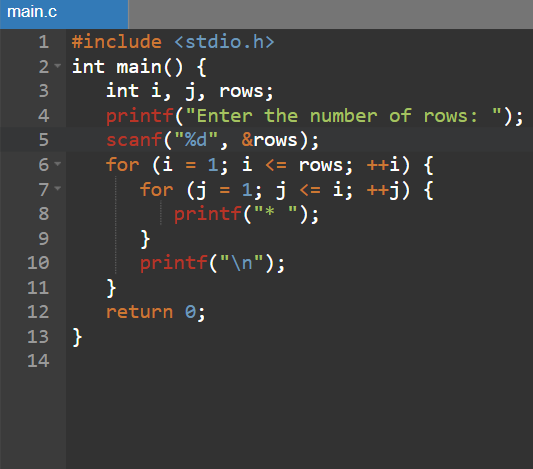 main.c
1 #include <stdio.h>
2 int main() {
3    int i, j, rows;
4    printf("Enter the number of rows: ");
5    scanf("%d", &rows);
6    for (i = 1; i <= rows; ++i) {
7       for (j = 1; j <= i; ++j) {
8          printf("* ");
9       }
10       printf("\n");
11    }
12    return 0;
13 }
14